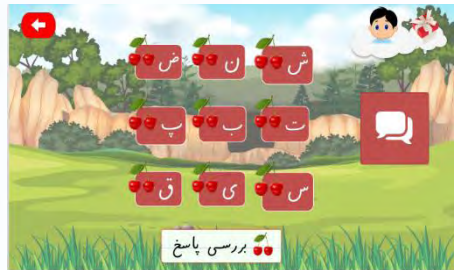 ش ن ض
ت ب پ
س ی ق
بررسی پاسخ